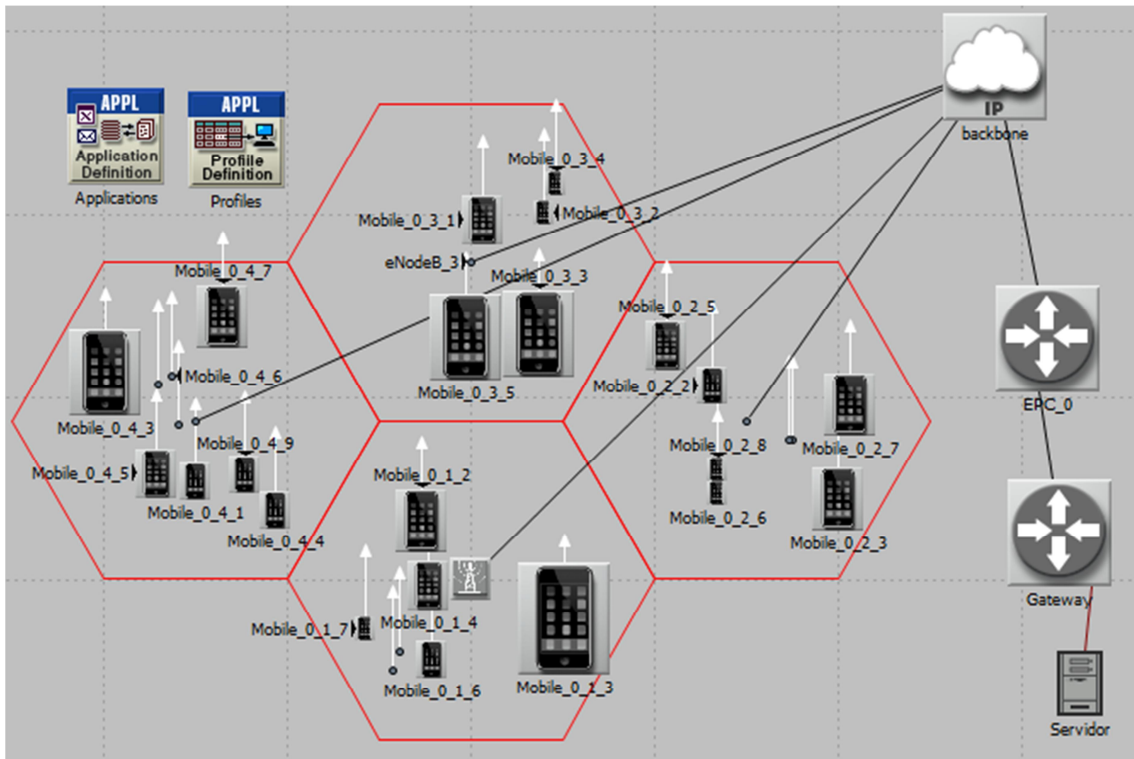 APPL
Application
Definition
Applications
APPL
Profile
Definition
Profiles
IP
backbone
Mobile_0_3_4
Mobile_0_3_1
Mobile_0_3_2
eNodeB_3
Mobile_0_3_3
Mobile_0_3_5
Mobile_0_4_7
Mobile_0_4_6
Mobile_0_4_3
Mobile_0_4_9
Mobile_0_4_5
Mobile_0_4_1
Mobile_0_4_4
Mobile_0_2_5
Mobile_0_2_2
Mobile_0_2_8
Mobile_0_2_7
Mobile_0_2_6
Mobile_0_2_3
Mobile_0_1_2
Mobile_0_1_7
Mobile_0_1_4
Mobile_0_1_6
Mobile_0_1_3
EPC_0
Gateway
Servidor